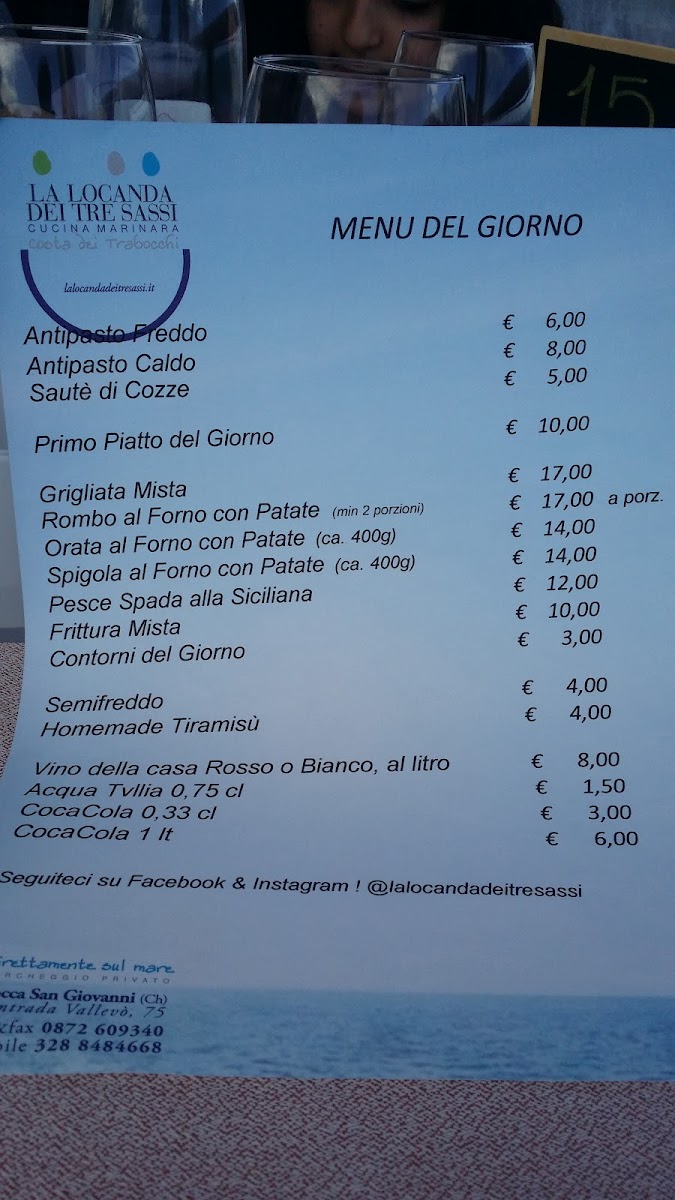 15
LA LOCANDA
DEI TRE SASSI
CUCINA MARINARA
Costa dei Trabocchi
lalocandadeitresassi.it
MENU DEL GIORNO
Antipasto Freddo € 6,00
Antipasto Caldo € 8,00
Sautè di Cozze € 5,00
Primo Piatto del Giorno € 10,00
Grigliata Mista € 17,00
Rombo al Forno con Patate (min 2 porzioni) € 17,00 a porz.
Orata al Forno con Patate (ca. 400g) € 14,00
Spigola al Forno con Patate (ca. 400g) € 14,00
Pesce Spada alla Siciliana € 12,00
Frittura Mista € 10,00
Contorni del Giorno € 3,00
Semifreddo € 4,00
Homemade Tiramisù € 4,00
Vino della casa Rosso o Bianco, al litro € 8,00
Acqua Tvllia 0,75 cl € 1,50
CocaCola 0,33 cl € 3,00
CocaCola 1 lt € 6,00
Seguiteci su Facebook & Instagram ! @lalocandadeitresassi
sul mare
PRIVATO
San Giovanni (Ch)
Vallevò, 75
fax 0872 609340
328 8484668